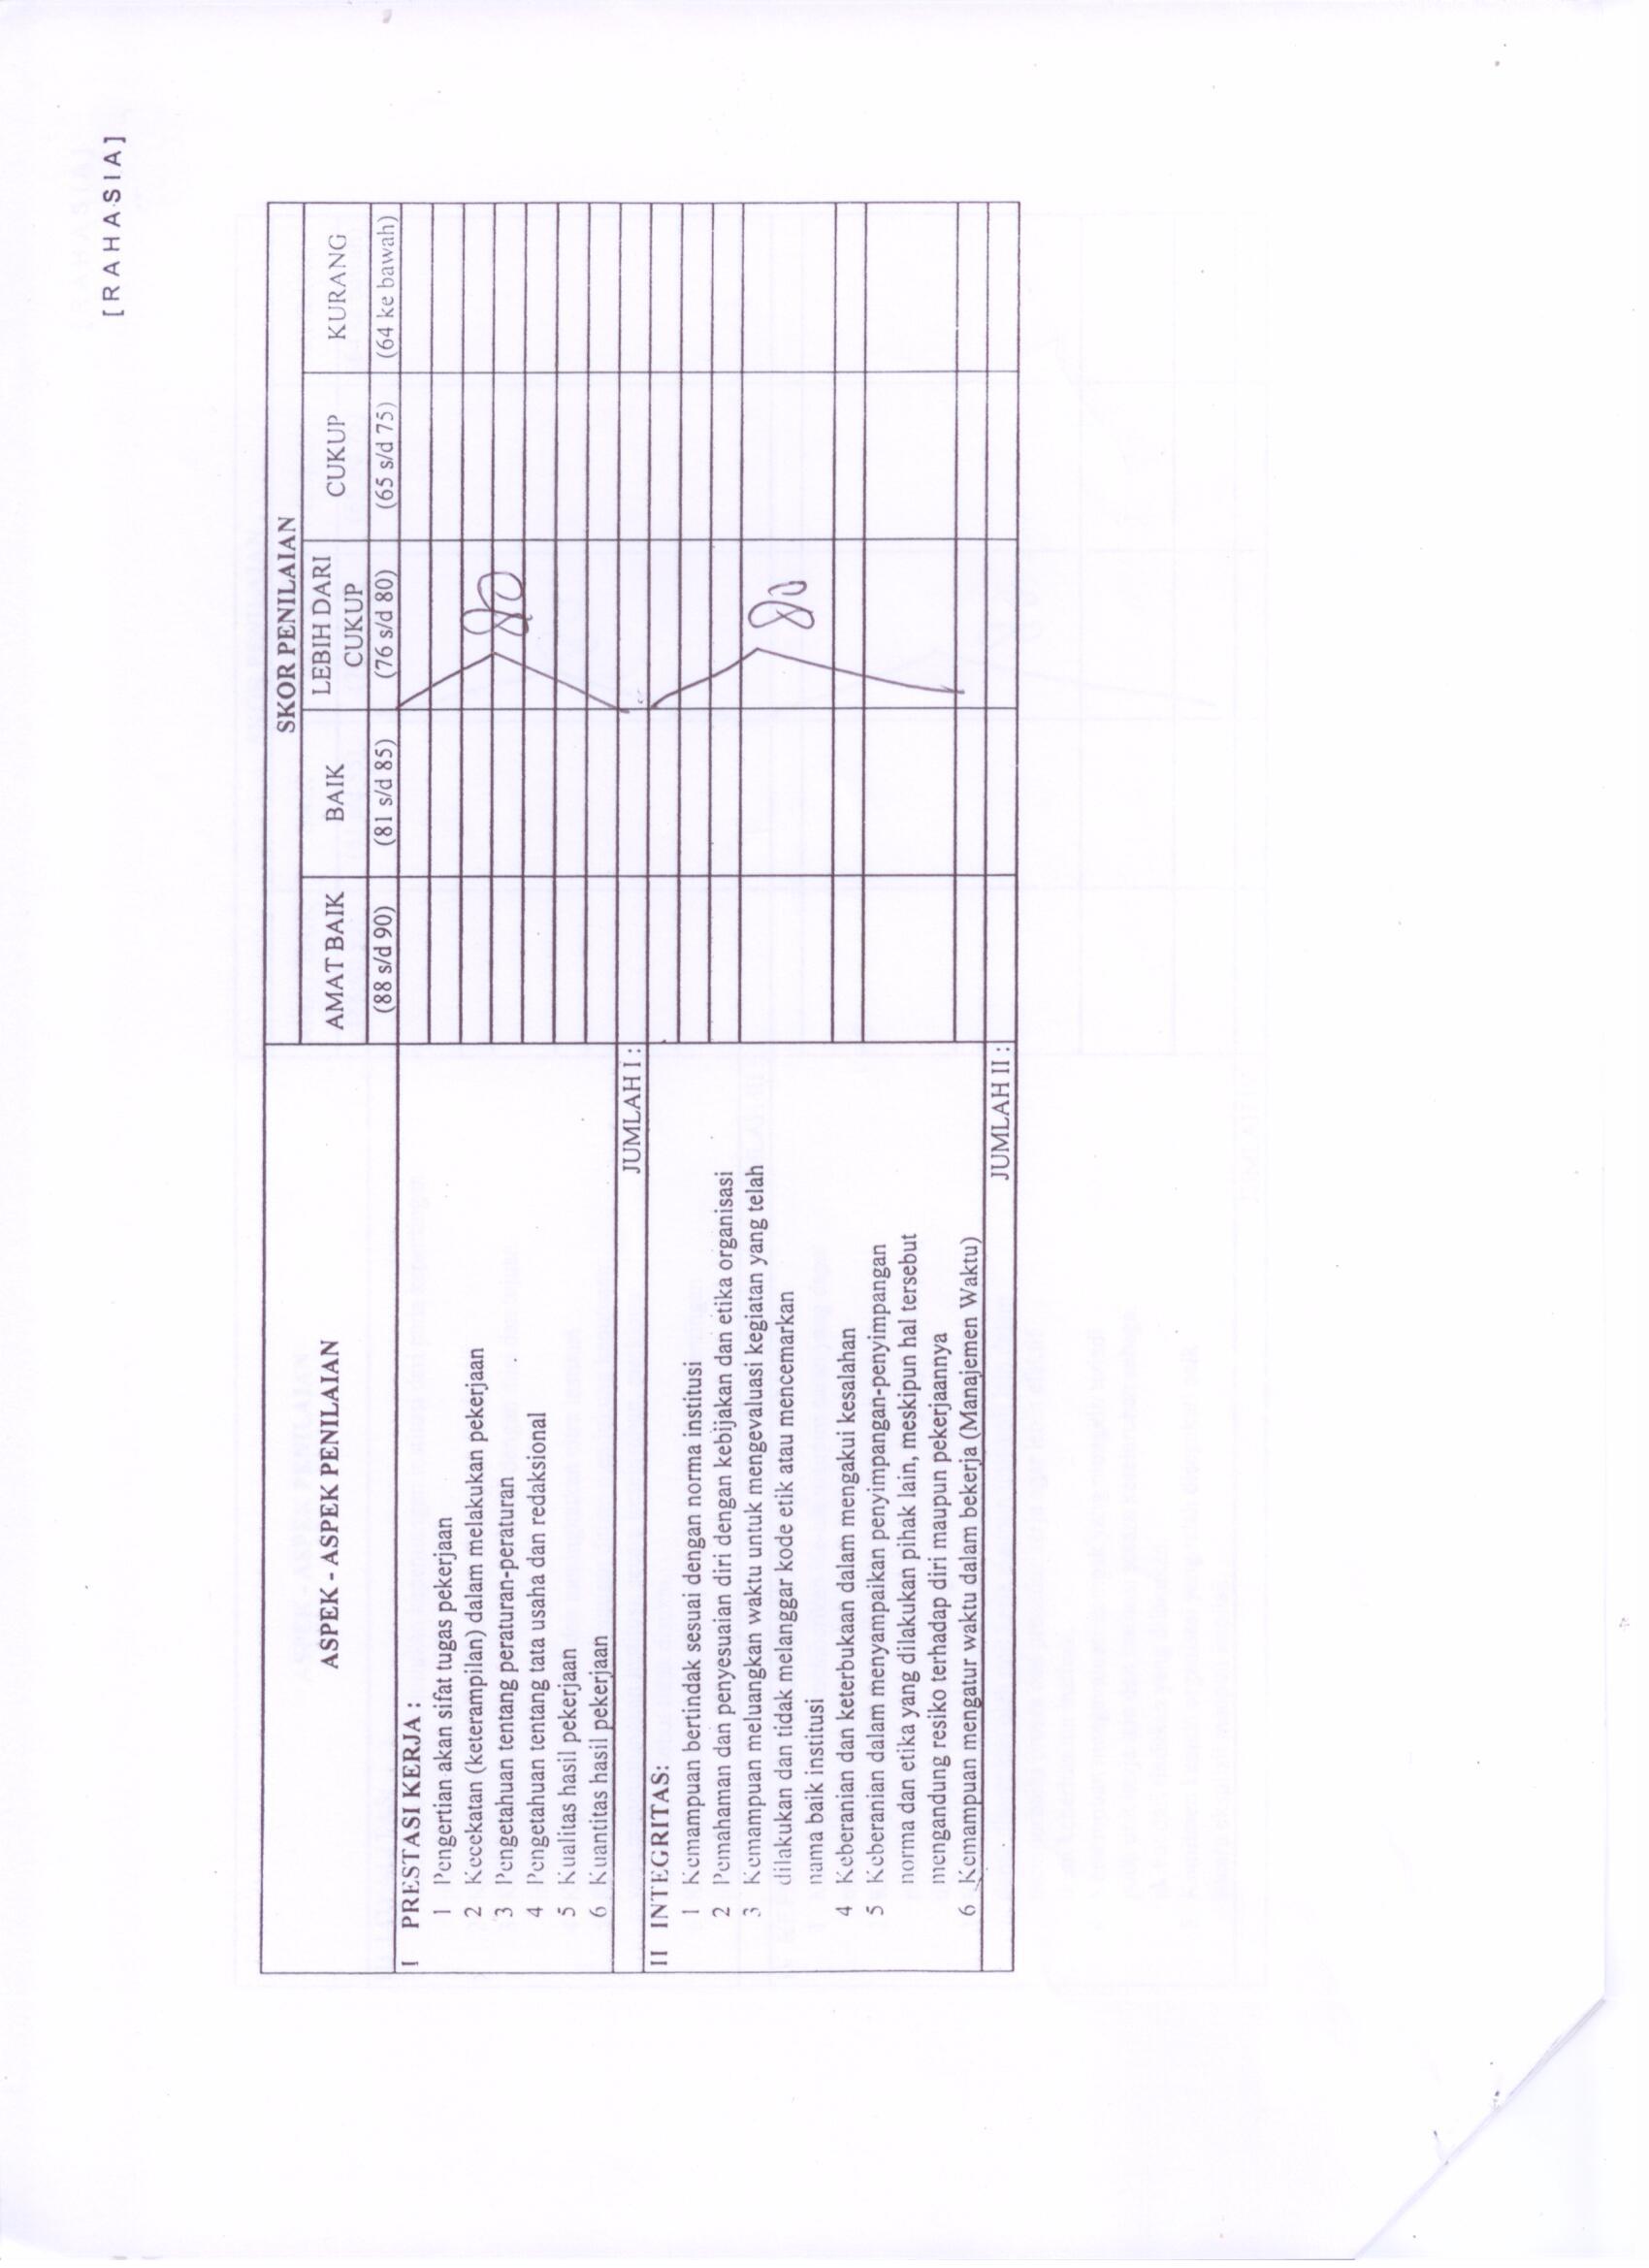 [RAHASIA]
ASPEK - ASPEK PENILAIAN
SKOR PENILAIAN
AMAT BAIK
BAIK
LEBIH DARI
CUKUP
CUKUP
KURANG
(88 s/d 90)
(81 s/d 85)
(76 s/d 80)
(65 s/d 75)
(64 ke bawah)
I PRESTASI KERJA :
1 Pengertian akan sifat tugas pekerjaan
2 Kecekatan (keterampilan) dalam melakukan pekerjaan
3 Pengetahuan tentang peraturan-peraturan
4 Pengetahuan tentang tata usaha dan redaksional
5 Kualitas hasil pekerjaan
6 Kuantitas hasil pekerjaan
80
JUMLAH I :
II INTEGRITAS:
1 Kemampuan bertindak sesuai dengan norma institusi
2 Pemahaman dan penyesuaian diri dengan kebijakan dan etika organisasi
3 Kemampuan meluangkan waktu untuk mengevaluasi kegiatan yang telah
dilakukan dan tidak melanggar kode etik atau mencemarkan
nama baik institusi
80
4 Keberanian dan keterbukaan dalam mengakui kesalahan
5 Keberanian dalam menyampaikan penyimpangan-penyimpangan
norma dan etika yang dilakukan pihak lain, meskipun hal tersebut
mengandung resiko terhadap diri maupun pekerjaannya
6 Kemampuan mengatur waktu dalam bekerja (Manajemen Waktu)
JUMLAH II :